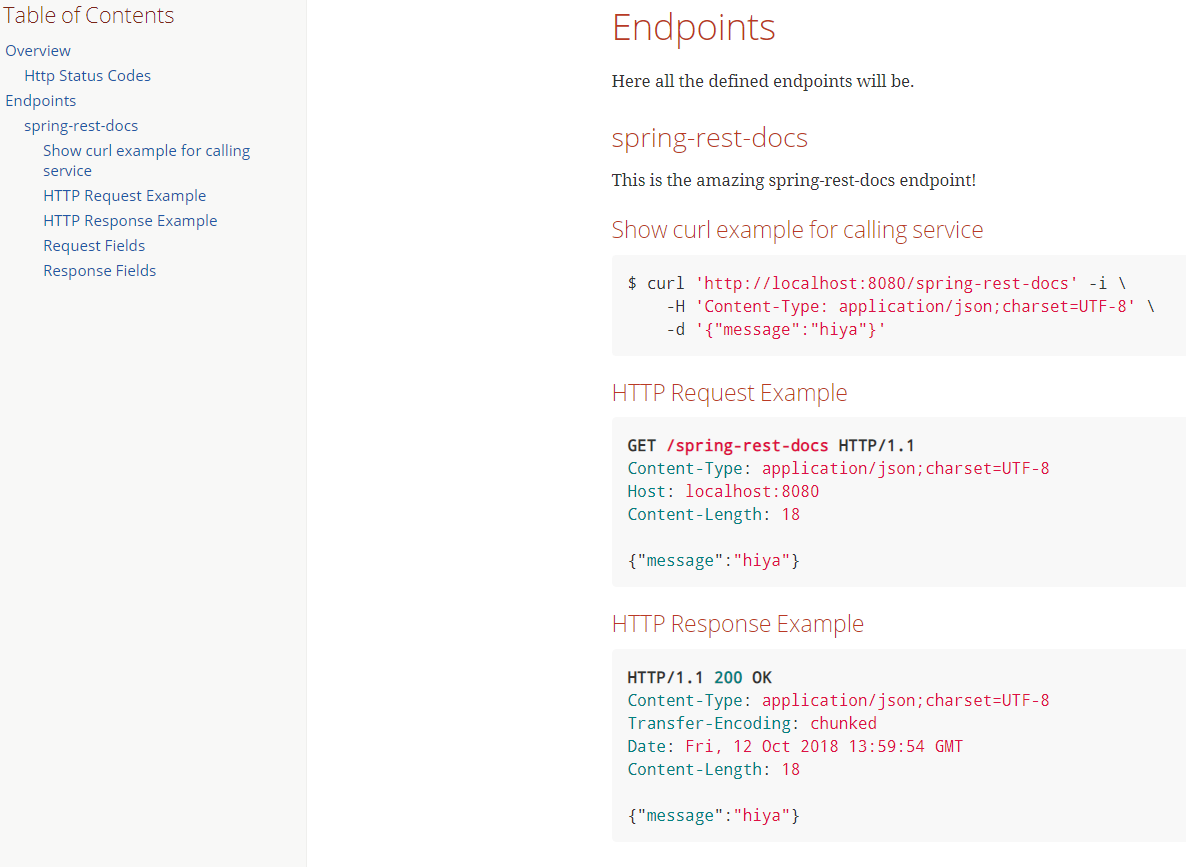 Table of Contents
Overview
Http Status Codes
Endpoints
spring-rest-docs
Show curl example for calling
service
HTTP Request Example
HTTP Response Example
Request Fields
Response Fields
Endpoints
Here all the defined endpoints will be.
spring-rest-docs
This is the amazing spring-rest-docs endpoint!
Show curl example for calling service
$ curl 'http://localhost:8080/spring-rest-docs' -i \
    -H 'Content-Type: application/json;charset=UTF-8' \
    -d '{"message":"hiya"}'
HTTP Request Example
GET /spring-rest-docs HTTP/1.1
Content-Type: application/json;charset=UTF-8
Host: localhost:8080
Content-Length: 18
{"message":"hiya"}
HTTP Response Example
HTTP/1.1 200 OK
Content-Type: application/json;charset=UTF-8
Transfer-Encoding: chunked
Date: Fri, 12 Oct 2018 13:59:54 GMT
Content-Length: 18
{"message":"hiya"}